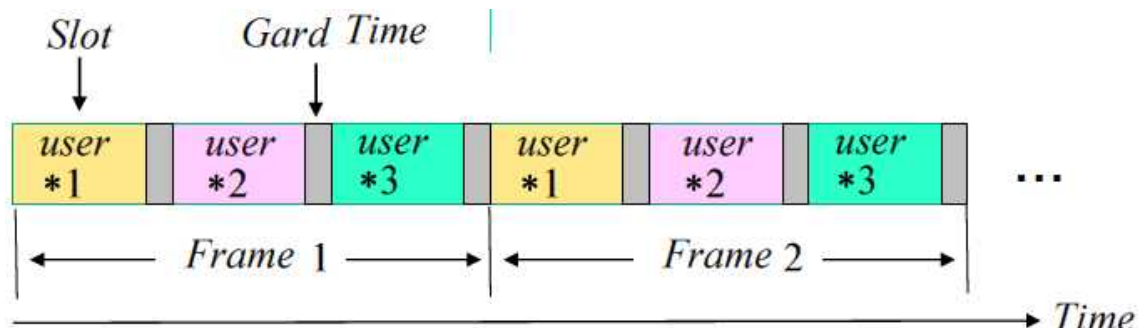 Slot Gard Time
user user user user user user
*1 *2 *3 *1 *2 *3 ...
Frame 1 Frame 2
Time